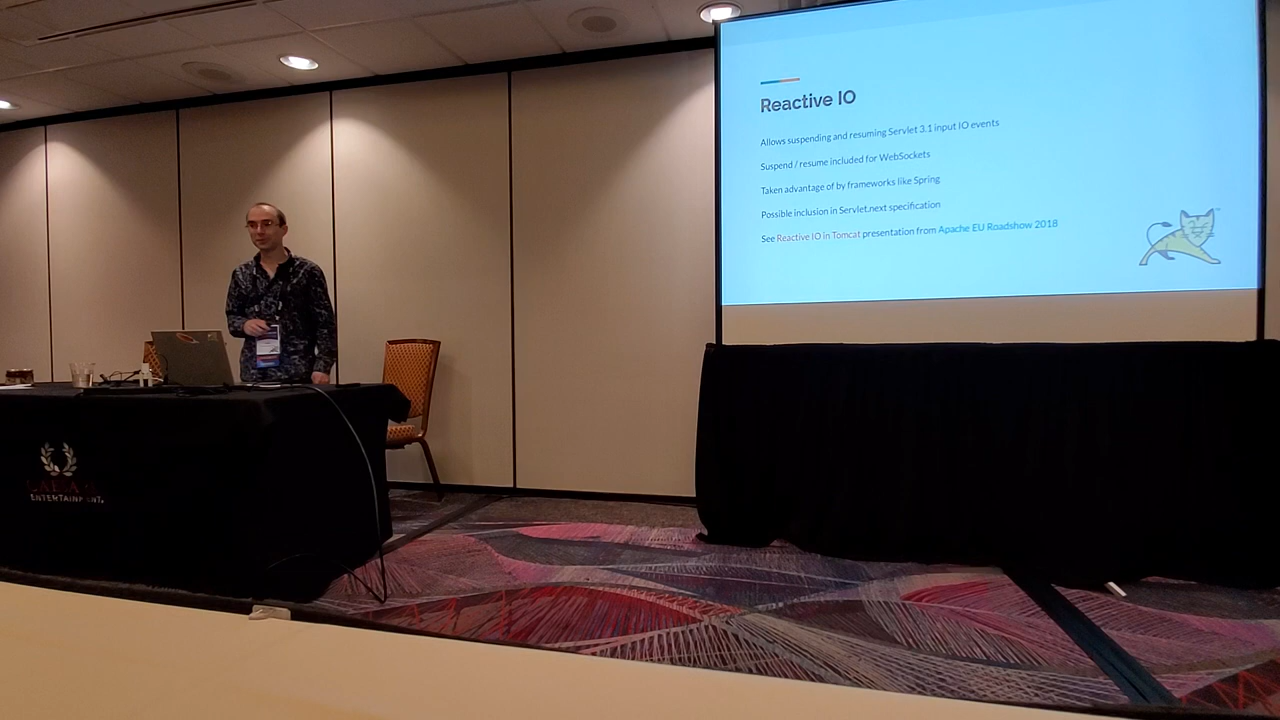 Reactive IO
Allows suspending and resuming Servlet 3.1 input IO events
Suspend / resume included for WebSockets
Taken advantage of by frameworks like Spring
Possible inclusion in Servlet.next specification
See Reactive IO in Tomcat presentation from Apache EU Roadshow 2018